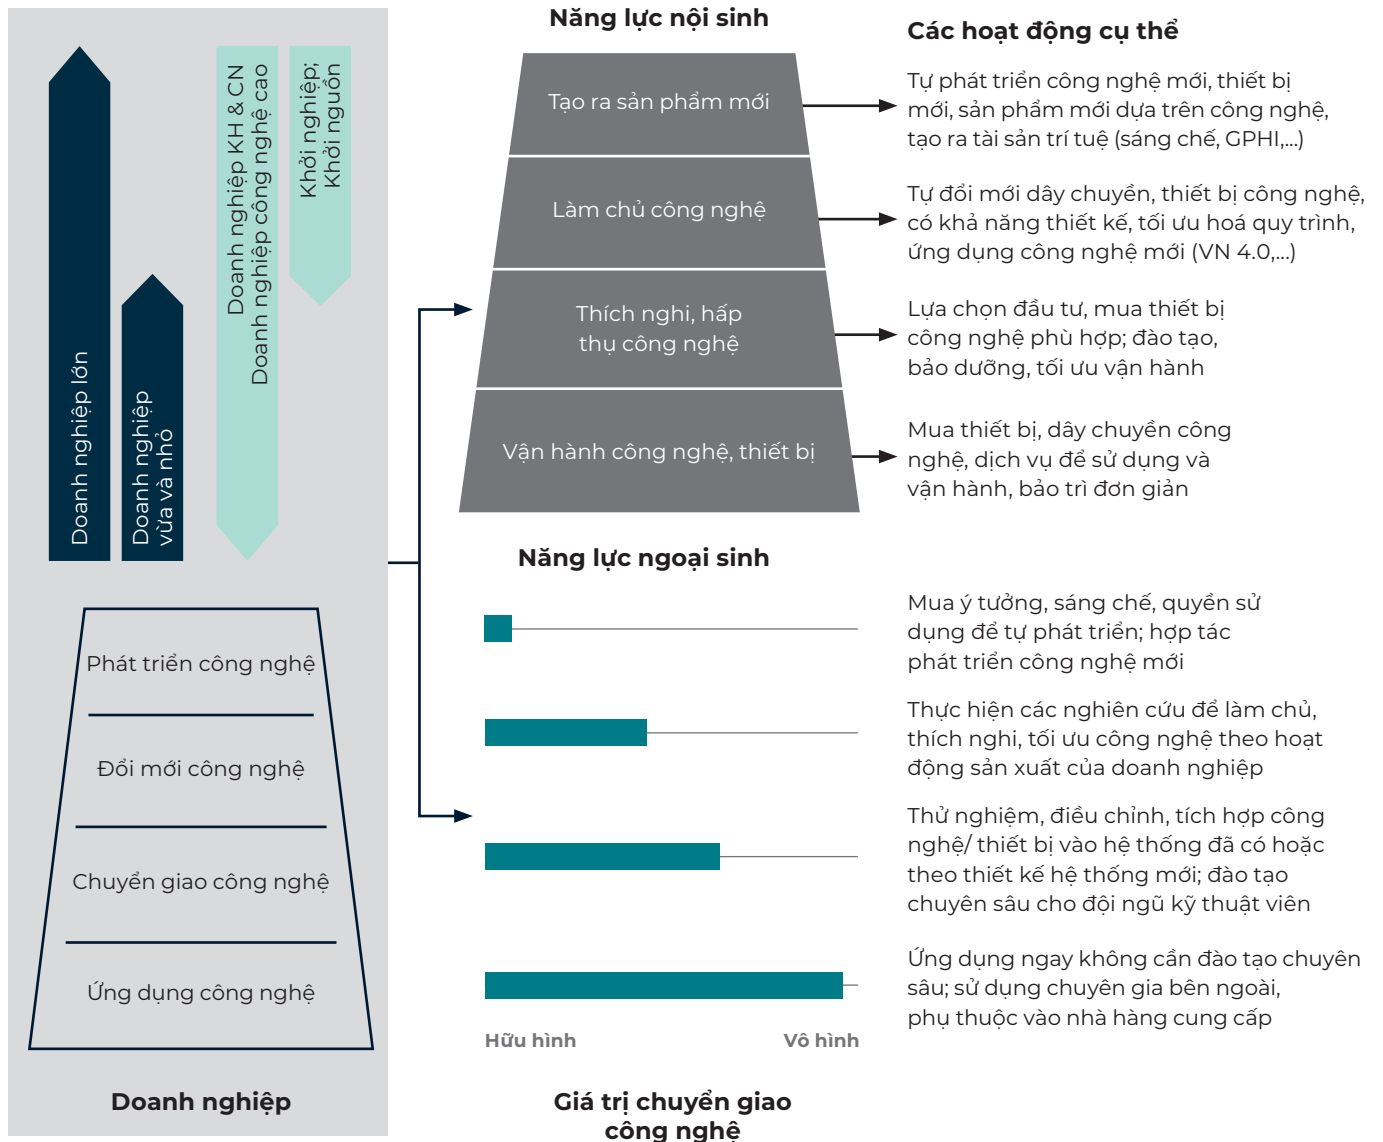 Doanh nghiệp lớn
Doanh nghiệp
vừa và nhỏ
Doanh nghiệp KH & CN
Doanh nghiệp công nghệ cao
Khởi nghiệp;
Khởi nguồn
Phát triển công nghệ
Đổi mới công nghệ
Chuyển giao công nghệ
Ứng dụng công nghệ
Doanh nghiệp
Năng lực nội sinh
Tạo ra sản phẩm mới
Làm chủ công nghệ
Thích nghi, hấp
thụ công nghệ
Vận hành công nghệ, thiết bị
Các hoạt động cụ thể
Tự phát triển công nghệ mới, thiết bị
mới, sản phẩm mới dựa trên công nghệ,
tạo ra tài sản trí tuệ (sáng chế, GPHI,...)
Tự đổi mới dây chuyền, thiết bị công nghệ,
có khả năng thiết kế, tối ưu hoá quy trình,
ứng dụng công nghệ mới (VN 4.0,...)
Lựa chọn đầu tư, mua thiết bị
công nghệ phù hợp; đào tạo,
bảo dưỡng, tối ưu vận hành
Mua thiết bị, dây chuyền công
nghệ, dịch vụ để sử dụng và
vận hành, bảo trì đơn giản
Năng lực ngoại sinh
Mua ý tưởng, sáng chế, quyền sử
dụng để tự phát triển; hợp tác
phát triển công nghệ mới
Thực hiện các nghiên cứu để làm chủ,
thích nghi, tối ưu công nghệ theo hoạt
động sản xuất của doanh nghiệp
Thử nghiệm, điều chỉnh, tích hợp công
nghệ/ thiết bị vào hệ thống đã có hoặc
theo thiết kế hệ thống mới; đào tạo
chuyên sâu cho đội ngũ kỹ thuật viên
Ứng dụng ngay không cần đào tạo chuyên
sâu; sử dụng chuyên gia bên ngoài,
phụ thuộc vào nhà hàng cung cấp
Hữu hình
Vô hình
Giá trị chuyển giao
công nghệ